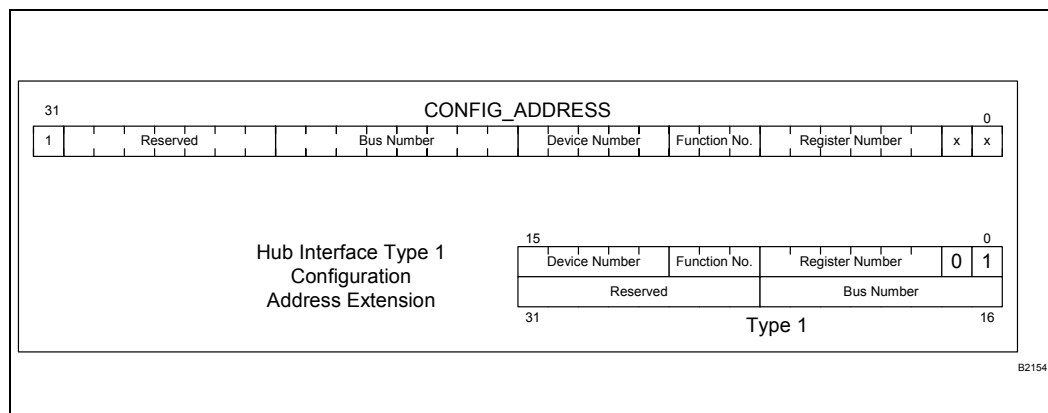 CONFIG_ADDRESS
31 0
1 Reserved Bus Number Device Number Function No. Register Number x x
Hub Interface Type 1
Configuration
Address Extension
15 0
Device Number Function No. Register Number 0 1
Reserved Bus Number
31 16
Type 1
B2154